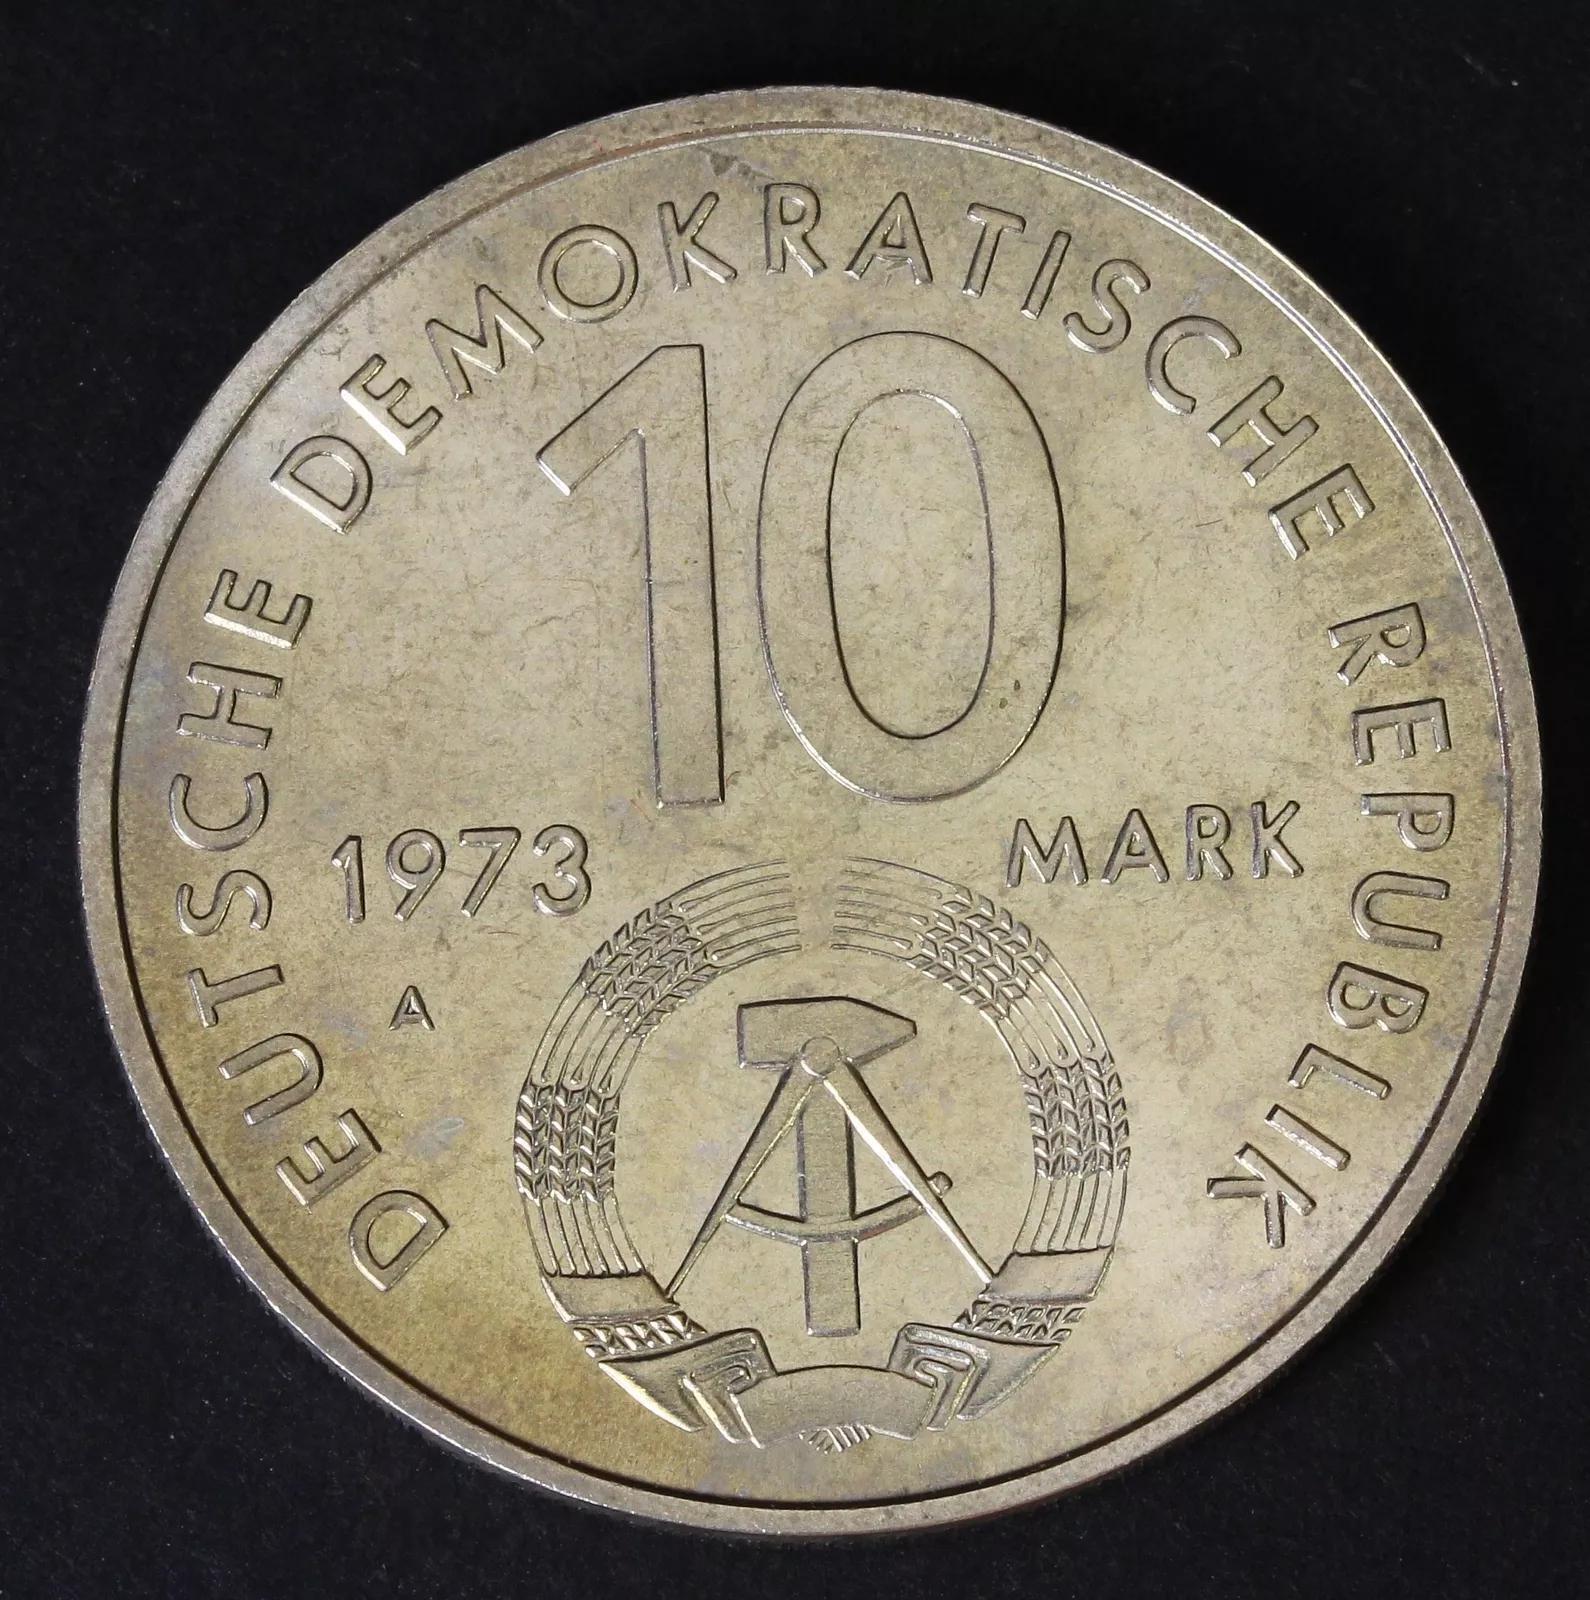 DEUTSCHE DEMOKRATISCHE REPUBLIK
10
1973 MARK
A